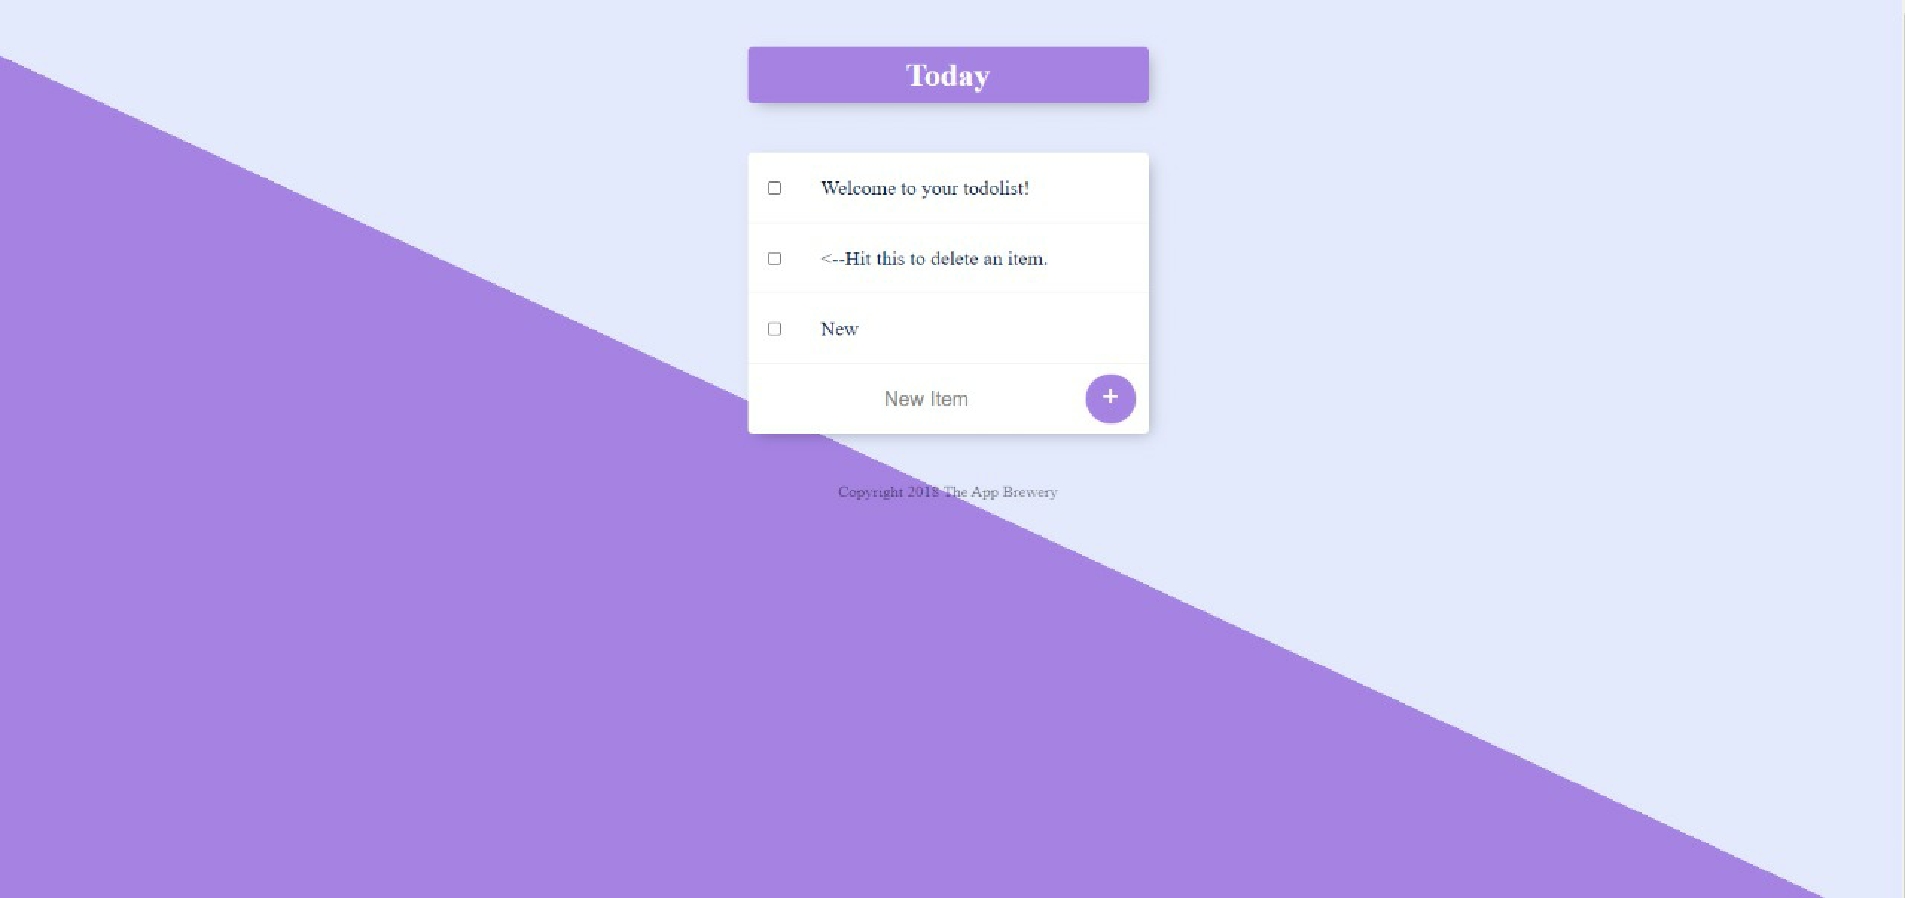 Today
Welcome to your todolist!
<--Hit this to delete an item.
New
New Item
+
Copyright 2018 The App Brewery